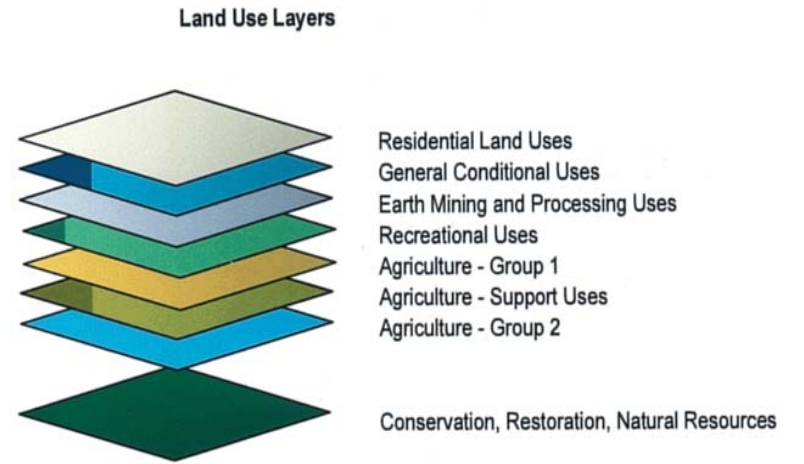 Land Use Layers
Residential Land Uses
General Conditional Uses
Earth Mining and Processing Uses
Recreational Uses
Agriculture - Group 1
Agriculture - Support Uses
Agriculture - Group 2
Conservation, Restoration, Natural Resources